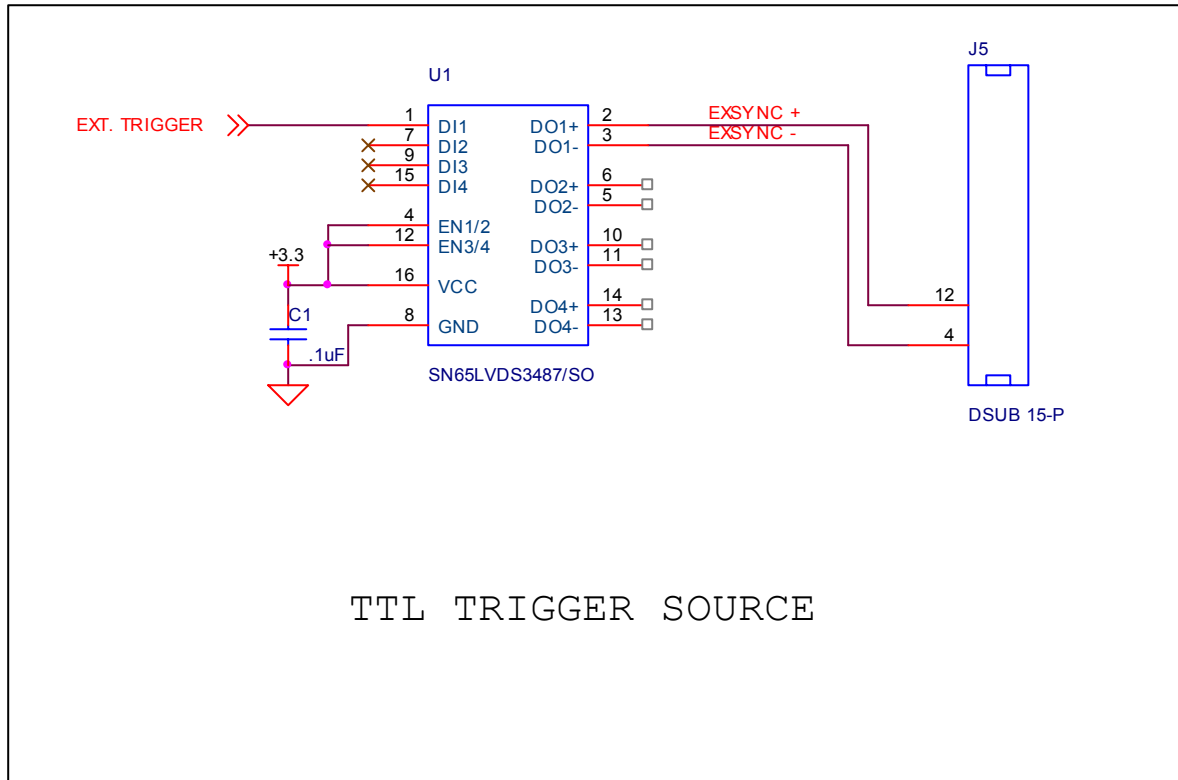 J5
U1
EXT. TRIGGER
1 DI1
7 DI2
9 DI3
15 DI4
4 EN1/2
12 EN3/4
16 VCC
8 GND
DO1+ 2
DO1- 3
DO2+ 6
DO2- 5
DO3+ 10
DO3- 11
DO4+ 14
DO4- 13
EXSYNC +
EXSYNC -
+3.3
C1
.1uF
SN65LVDS3487/SO
12
4
DSUB 15-P
TTL TRIGGER SOURCE